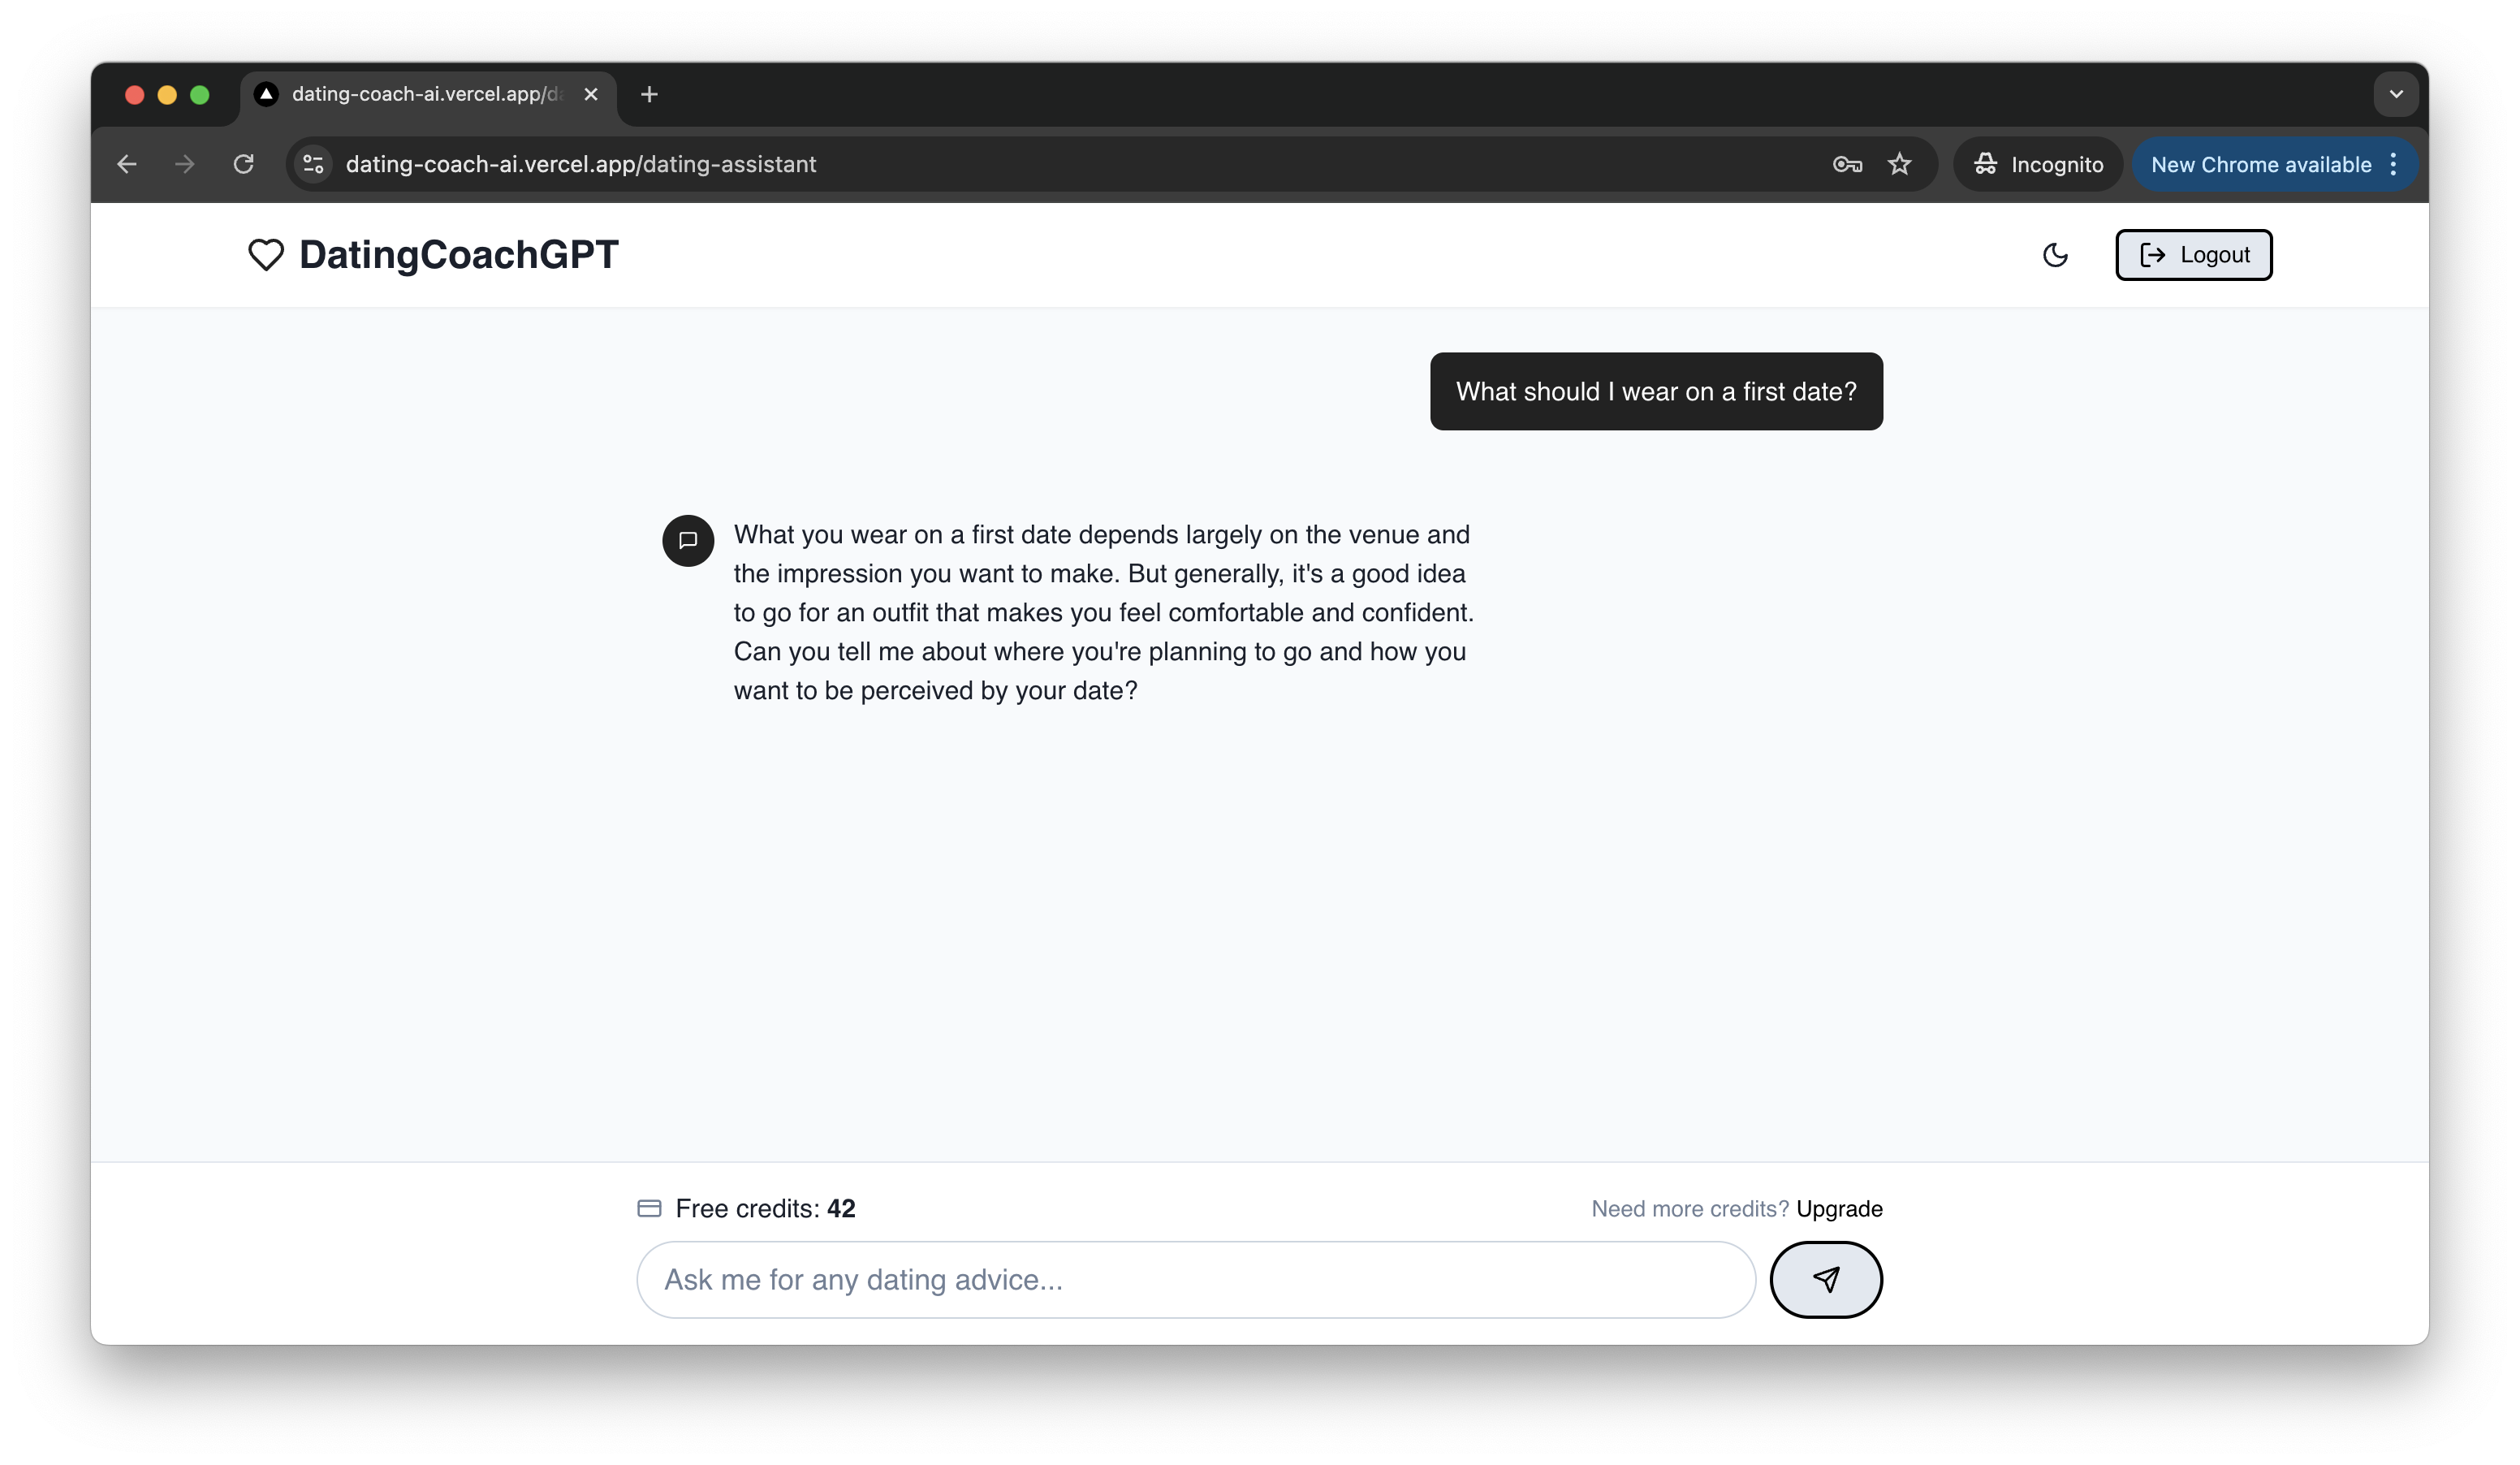 dating-coach-ai.vercel.app/da
dating-coach-ai.vercel.app/dating-assistant
Incognito
New Chrome available
DatingCoachGPT
Logout
What should I wear on a first date?
What you wear on a first date depends largely on the venue and
the impression you want to make. But generally, it's a good idea
to go for an outfit that makes you feel comfortable and confident.
Can you tell me about where you're planning to go and how you
want to be perceived by your date?
Free credits: 42
Need more credits? Upgrade
Ask me for any dating advice...